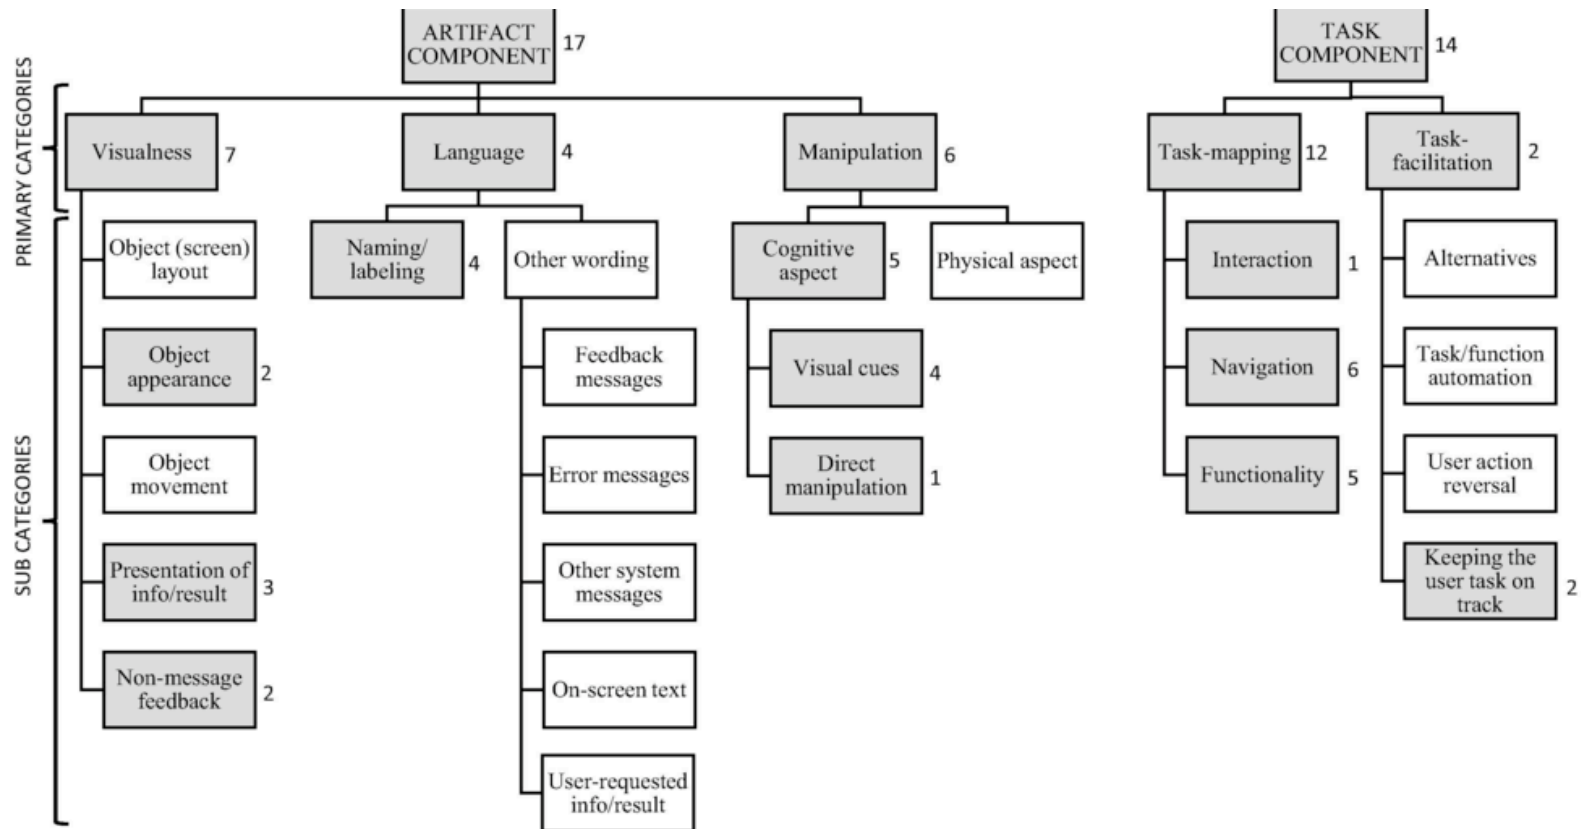 ARTIFACT
COMPONENT
17
TASK
COMPONENT
14
PRIMARY CATEGORIES
Visualness
7
Language
4
Manipulation
6
Task-mapping
12
Task-
facilitation
2
SUB CATEGORIES
Object (screen)
layout
Naming/
labeling
4
Other wording
Cognitive
aspect
5
Physical aspect
Interaction
1
Alternatives
Object
appearance
2
Feedback
messages
Visual cues
4
Navigation
6
Task/function
automation
Object
movement
Error messages
Direct
manipulation
1
Functionality
5
User action
reversal
Presentation of
info/result
3
Other system
messages
Keeping the
user task on
track
2
Non-message
feedback
2
On-screen text
User-requested
info/result